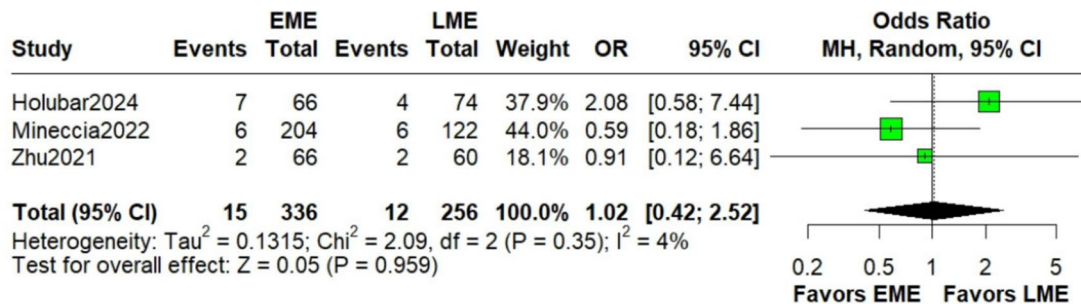 EME LME Odds Ratio
Study Events Total Events Total Weight OR 95% CI MH, Random, 95% CI
Holubar2024 7 66 4 74 37.9% 2.08 [0.58; 7.44]
Mineccia2022 6 204 6 122 44.0% 0.59 [0.18; 1.86]
Zhu2021 2 66 2 60 18.1% 0.91 [0.12; 6.64]
Total (95% CI) 15 336 12 256 100.0% 1.02 [0.42; 2.52]
Heterogeneity: Tau² = 0.1315; Chi² = 2.09, df = 2 (P = 0.35); I² = 4%
Test for overall effect: Z = 0.05 (P = 0.959)
0.2 0.5 1 2 5
Favors EME Favors LME